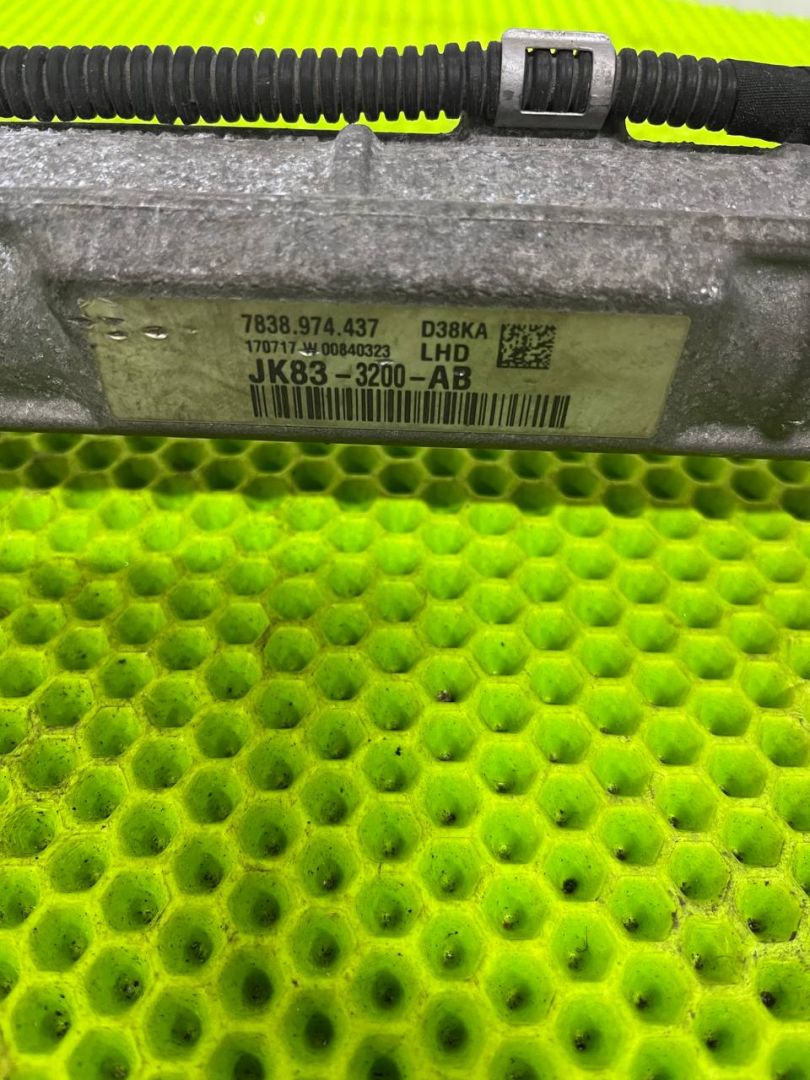 7838.974.437 D38KA
170717 W 00840323 LHD
JK83-3200-AB